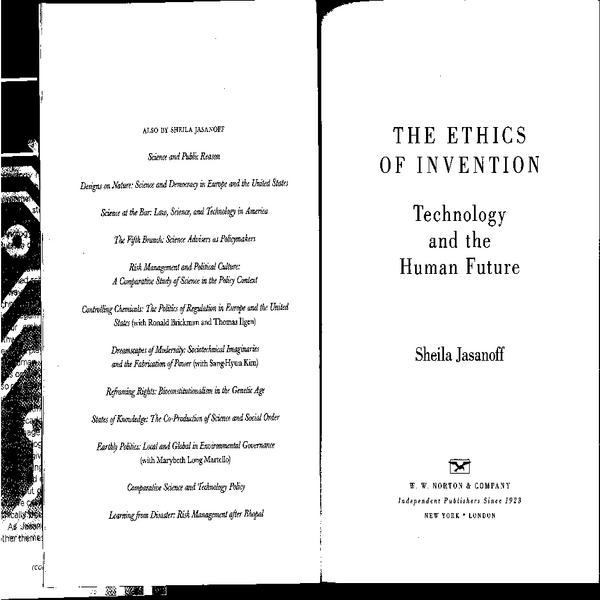 ALSO BY SHEILA JASANOFF
Science and Public Reason
Designs on Nature: Science and Democracy in Europe and the United States
Science at the Bar: Law, Science, and Technology in America
The Fifth Branch: Science Advisers as Policymakers
Risk Management and Political Culture:
A Comparative Study of Science in the Policy Context
Controlling Chemicals: The Politics of Regulation in Europe and the United
States (with Ronald Brickman and Thomas Ilgen)
Dreamscapes of Modernity: Sociotechnical Imaginaries
and the Fabrication of Power (with Sang-Hyun Kim)
Reframing Rights: Bioconstitutionalism in the Genetic Age
States of Knowledge: The Co-Production of Science and Social Order
Earthly Politics: Local and Global in Environmental Governance
(with Marybeth Long Martello)
Comparative Science and Technology Policy
Learning from Disaster: Risk Management after Bhopal
THE ETHICS
OF INVENTION
Technology
and the
Human Future
Sheila Jasanoff
W. W. NORTON & COMPANY
Independent Publishers Since 1923
NEW YORK • LONDON